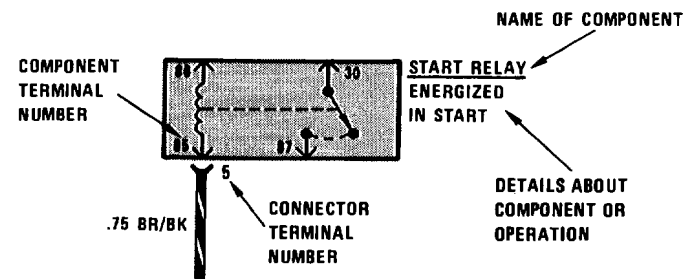 NAME OF COMPONENT
COMPONENT
TERMINAL
NUMBER
30
START RELAY
ENERGIZED
IN START
85
87
5
DETAILS ABOUT
COMPONENT OR
OPERATION
.75 BR/BK
CONNECTOR
TERMINAL
NUMBER